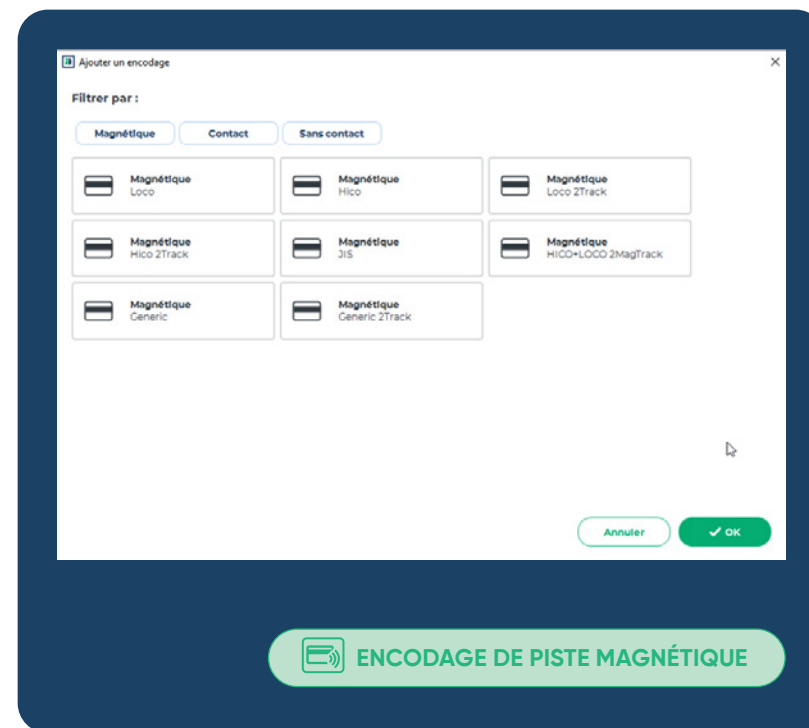 Ajouter un encodage
Filtrer par :
Magnétique Contact Sans contact
Magnétique
Loco
Magnétique
Hico
Magnétique
Loco 2Track
Magnétique
Hico 2Track
Magnétique
JIS
Magnétique
HICO+LOCO 2MagTrack
Magnétique
Generic
Magnétique
Generic 2Track
Annuler OK
ENCODAGE DE PISTE MAGNÉTIQUE